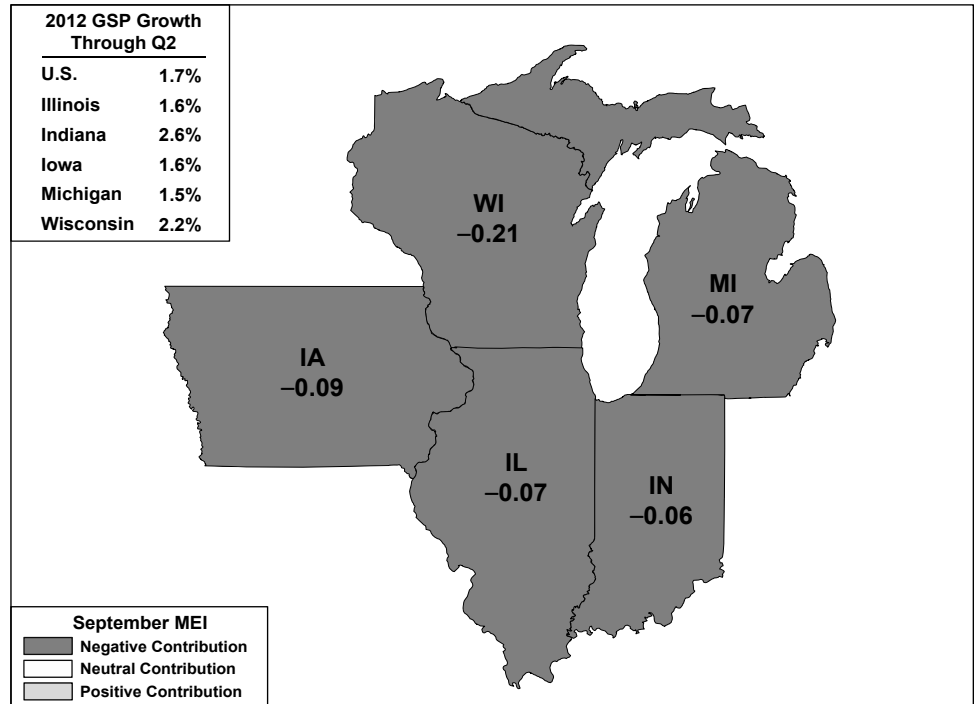 2012 GSP Growth
Through Q2
U.S. 1.7%
Illinois 1.6%
Indiana 2.6%
Iowa 1.6%
Michigan 1.5%
Wisconsin 2.2%
WI
–0.21
MI
–0.07
IA
–0.09
IL
–0.07
IN
–0.06
September MEI
Negative Contribution
Neutral Contribution
Positive Contribution